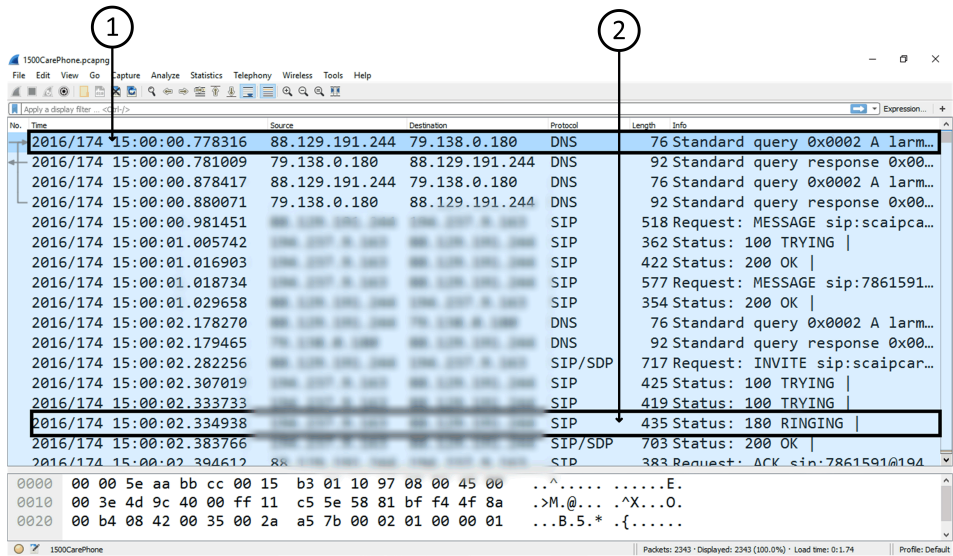 1 2
1500CarePhone.pcapng
File Edit View Go Capture Analyze Statistics Telephony Wireless Tools Help
Apply a display filter ... <Ctrl-/> Expression... +
No. Time Source Destination Protocol Length Info
2016/174 15:00:00.778316 88.129.191.244 79.138.0.180 DNS 76 Standard query 0x0002 A larm…
2016/174 15:00:00.781009 79.138.0.180 88.129.191.244 DNS 92 Standard query response 0x00…
2016/174 15:00:00.878417 88.129.191.244 79.138.0.180 DNS 76 Standard query 0x0002 A larm…
2016/174 15:00:00.880071 79.138.0.180 88.129.191.244 DNS 92 Standard query response 0x00…
2016/174 15:00:00.981451 SIP 518 Request: MESSAGE sip:scaipca…
2016/174 15:00:01.005742 SIP 362 Status: 100 TRYING |
2016/174 15:00:01.016903 SIP 422 Status: 200 OK |
2016/174 15:00:01.018734 SIP 577 Request: MESSAGE sip:7861591…
2016/174 15:00:01.029658 SIP 354 Status: 200 OK |
2016/174 15:00:02.178270 DNS 76 Standard query 0x0002 A larm…
2016/174 15:00:02.179465 DNS 92 Standard query response 0x00…
2016/174 15:00:02.282256 SIP/SDP 717 Request: INVITE sip:scaipcar…
2016/174 15:00:02.307019 SIP 425 Status: 100 TRYING |
2016/174 15:00:02.333733 SIP 419 Status: 100 TRYING |
2016/174 15:00:02.334938 SIP 435 Status: 180 RINGING |
2016/174 15:00:02.383766 SIP/SDP 703 Status: 200 OK |
2016/174 15:00:02.394612 88 SIP 383 Request: ACK sip:7861591@194
0000 00 00 5e aa bb cc 00 15 b3 01 10 97 08 00 45 00 ..^..... ......E.
0010 00 3e 4d 9c 40 00 ff 11 c5 5e 58 81 bf f4 4f 8a .>M.@... .^X...O.
0020 00 b4 08 42 00 35 00 2a a5 7b 00 02 01 00 00 01 ...B.5.* .{......
1500CarePhone Packets: 2343 · Displayed: 2343 (100.0%) · Load time: 0:1.74 Profile: Default